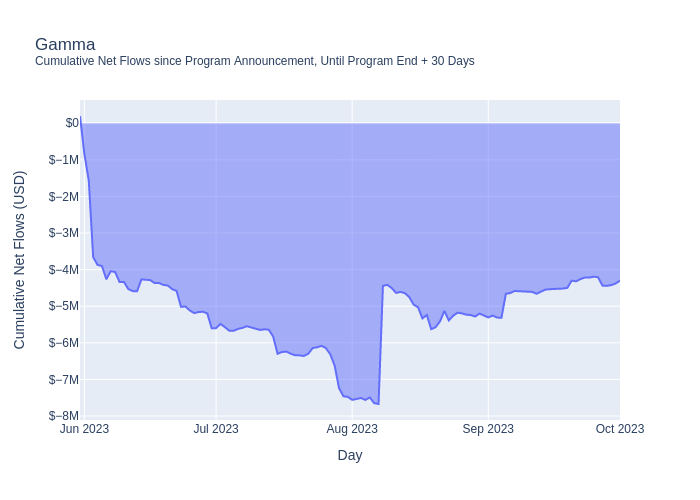 Gamma
Cumulative Net Flows since Program Announcement, Until Program End + 30 Days
Cumulative Net Flows (USD)
$0
$−1M
$−2M
$−3M
$−4M
$−5M
$−6M
$−7M
$−8M
Jun 2023
Jul 2023
Aug 2023
Sep 2023
Oct 2023
Day